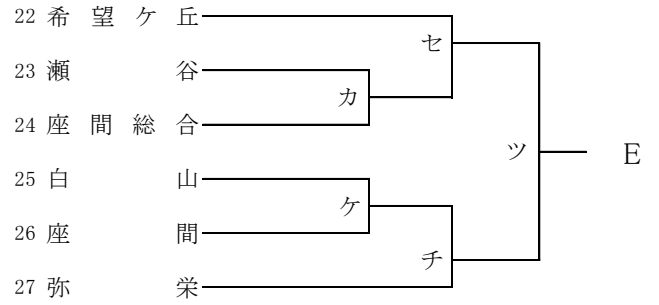 22 希望ケ丘
セ
23 瀬谷
カ
24 座間総合
ツ E
25 白山
ケ
26 座間
チ
27 弥栄